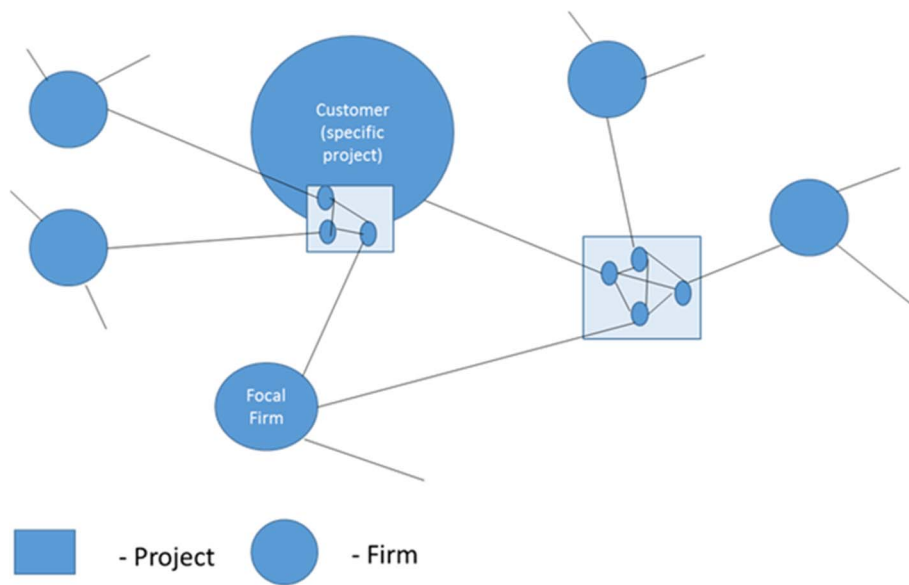 Customer
(specific
project)
Focal
Firm
- Project
- Firm